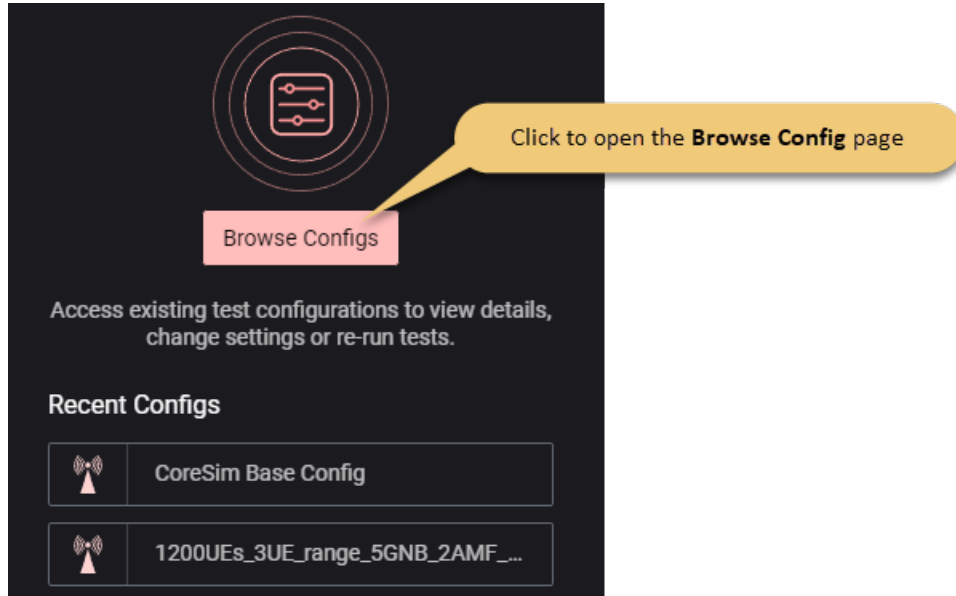 Click to open the Browse Config page
Browse Configs
Access existing test configurations to view details,
change settings or re-run tests.
Recent Configs
CoreSim Base Config
1200UEs_3UE_range_5GNB_2AMF_...